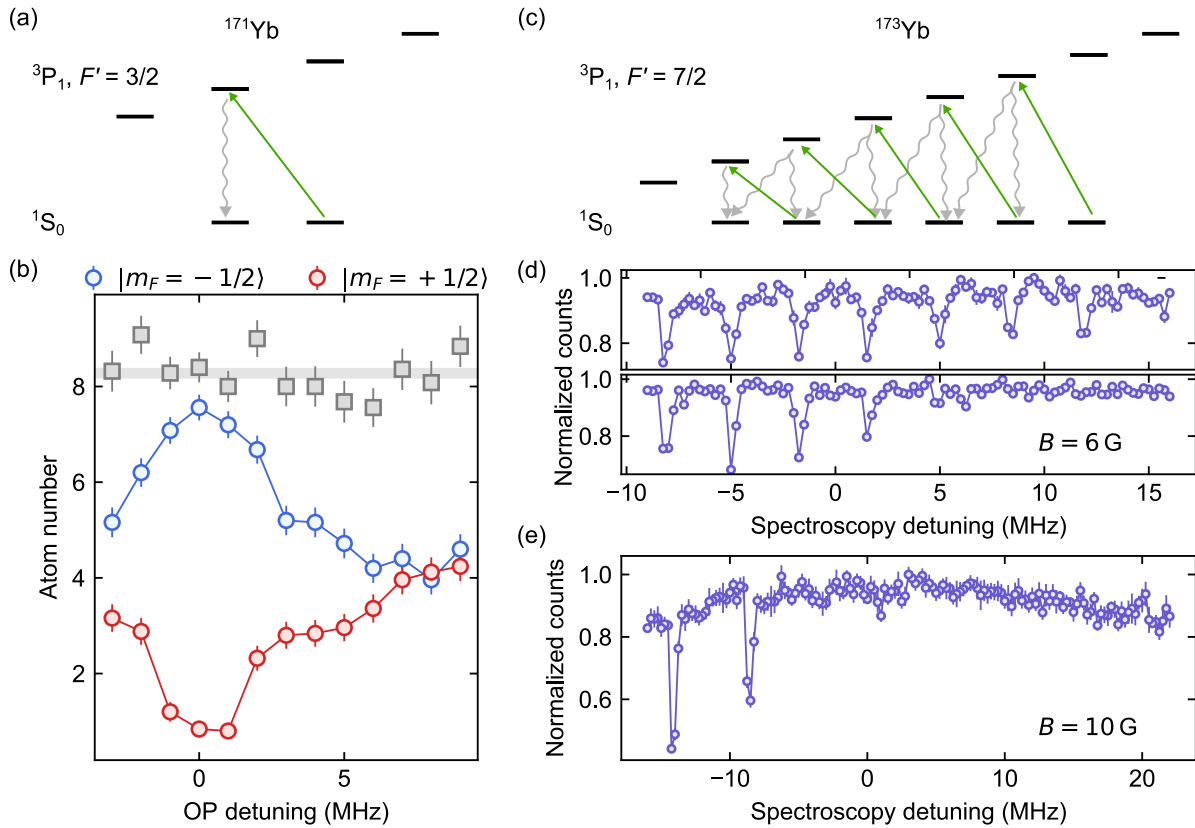 (a)
¹⁷¹Yb
³P₁, F′ = 3/2
¹S₀
(c)
¹⁷³Yb
³P₁, F′ = 7/2
¹S₀
(b)
|m_F = − 1/2⟩
|m_F = + 1/2⟩
Atom number
8
6
4
2
0
5
OP detuning (MHz)
(d)
Normalized counts
1.0
0.8
1.0
0.8
B = 6 G
−10
−5
0
5
10
15
Spectroscopy detuning (MHz)
(e)
Normalized counts
1.0
0.8
0.6
B = 10 G
−10
0
10
20
Spectroscopy detuning (MHz)